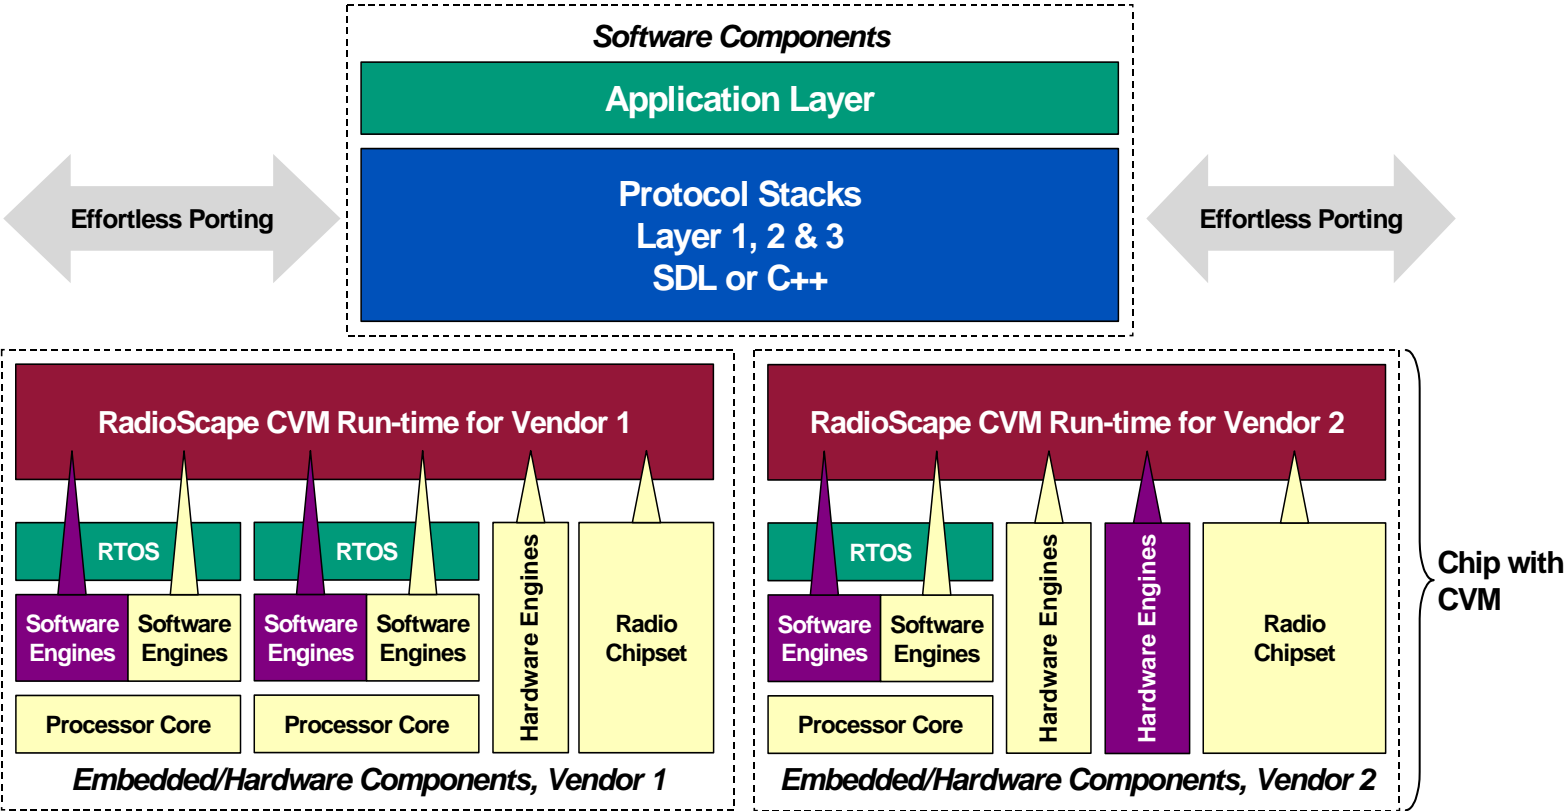 Software Components
Application Layer
Effortless Porting
Protocol Stacks
Layer 1, 2 & 3
SDL or C++
Effortless Porting
RadioScape CVM Run-time for Vendor 1
RTOS
RTOS
Software
Engines
Software
Engines
Software
Engines
Software
Engines
Hardware Engines
Radio
Chipset
Processor Core
Processor Core
Embedded/Hardware Components, Vendor 1
RadioScape CVM Run-time for Vendor 2
RTOS
Software
Engines
Software
Engines
Hardware Engines
Hardware Engines
Radio
Chipset
Processor Core
Embedded/Hardware Components, Vendor 2
Chip with
CVM